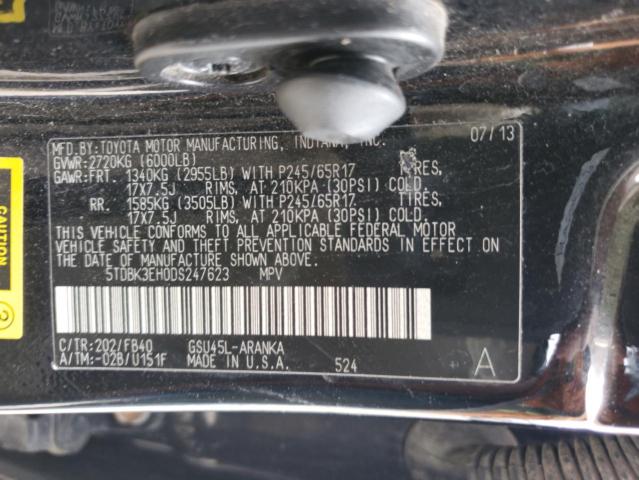 MFD.BY:TOYOTA MOTOR MANUFACTURING, INDIANA, INC. 07/13
GVWR:2720KG (6000LB)
GAWR:FRT. 1340KG (2955LB) WITH P245/65R17 TIRES,
17X7.5J RIMS, AT 210KPA (30PSI) COLD.
RR. 1585KG (3505LB) WITH P245/65R17 TIRES,
17X7.5J RIMS, AT 210KPA (30PSI) COLD.
THIS VEHICLE CONFORMS TO ALL APPLICABLE FEDERAL MOTOR
VEHICLE SAFETY AND THEFT PREVENTION STANDARDS IN EFFECT ON
THE DATE OF MANUFACTURE SHOWN ABOVE.
5TDBK3EH0DS247623 MPV
C/TR:202/FB40 GSU45L-ARANKA
A/TM:-02B/U151F MADE IN U.S.A. 524 A
CAUTION